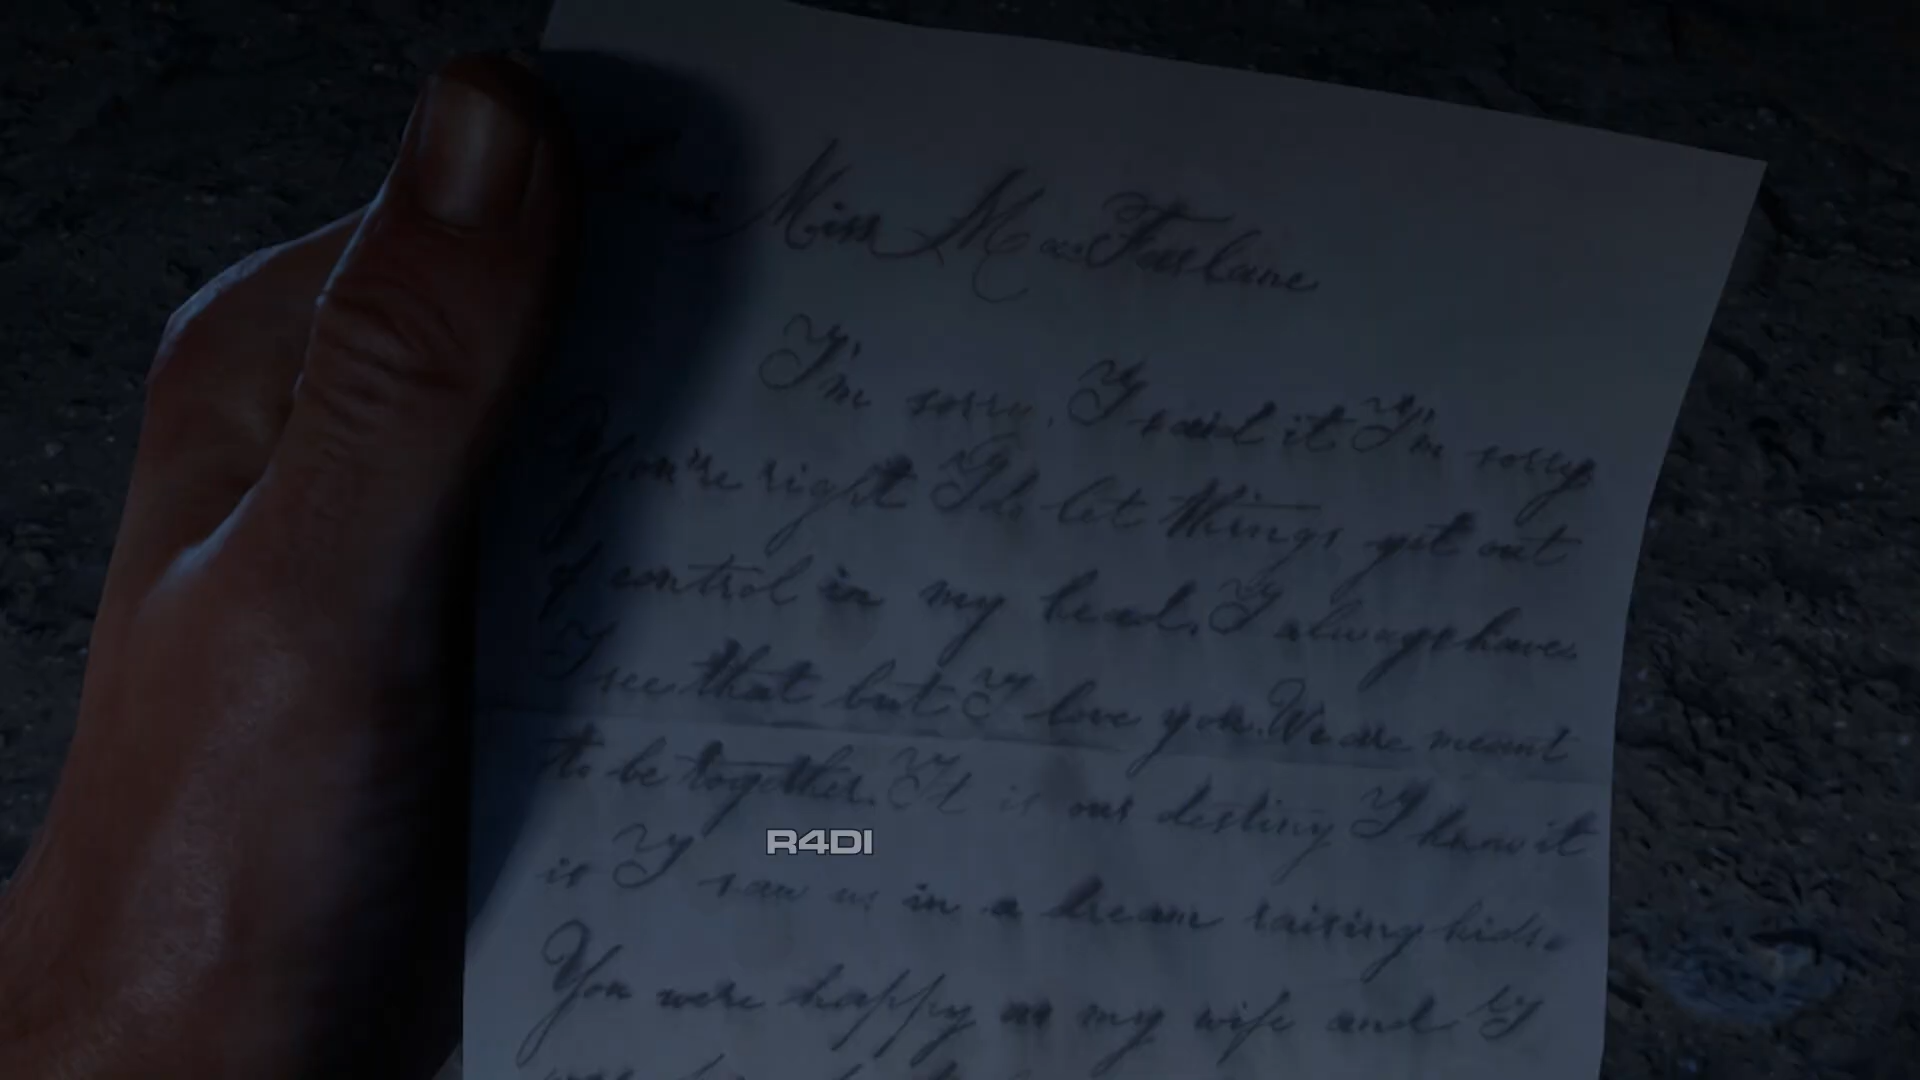 Miss MacFarlane
I'm sorry. I said it I'm sorry.
You're right I do let things get out
of control in my head. I always have.
I see that but I love you. We are meant
to be together. It is our destiny I know it
R4DI
is I saw us in a dream raising kids.
You were happy as my wife and I